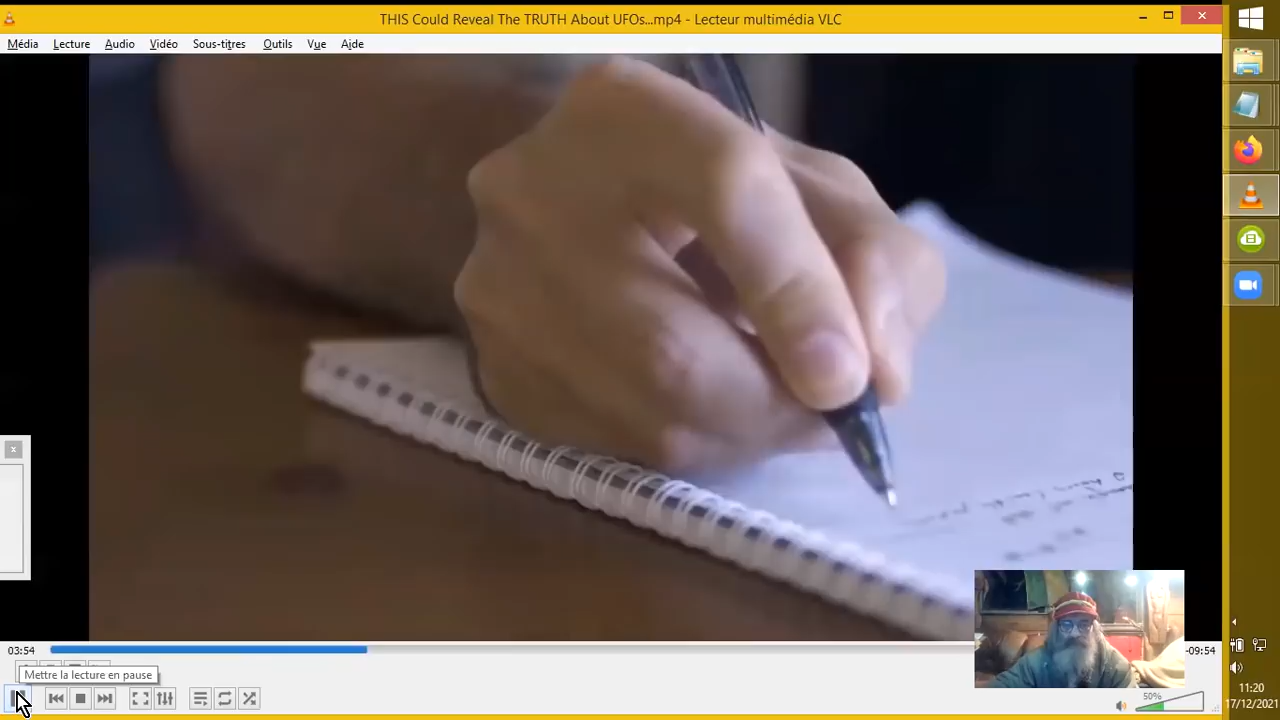 THIS Could Reveal The TRUTH About UFOs...mp4 - Lecteur multimédia VLC
Média Lecture Audio Vidéo Sous-titres Outils Vue Aide
03:54
-09:54
Mettre la lecture en pause
50%
11:20
17/12/2021